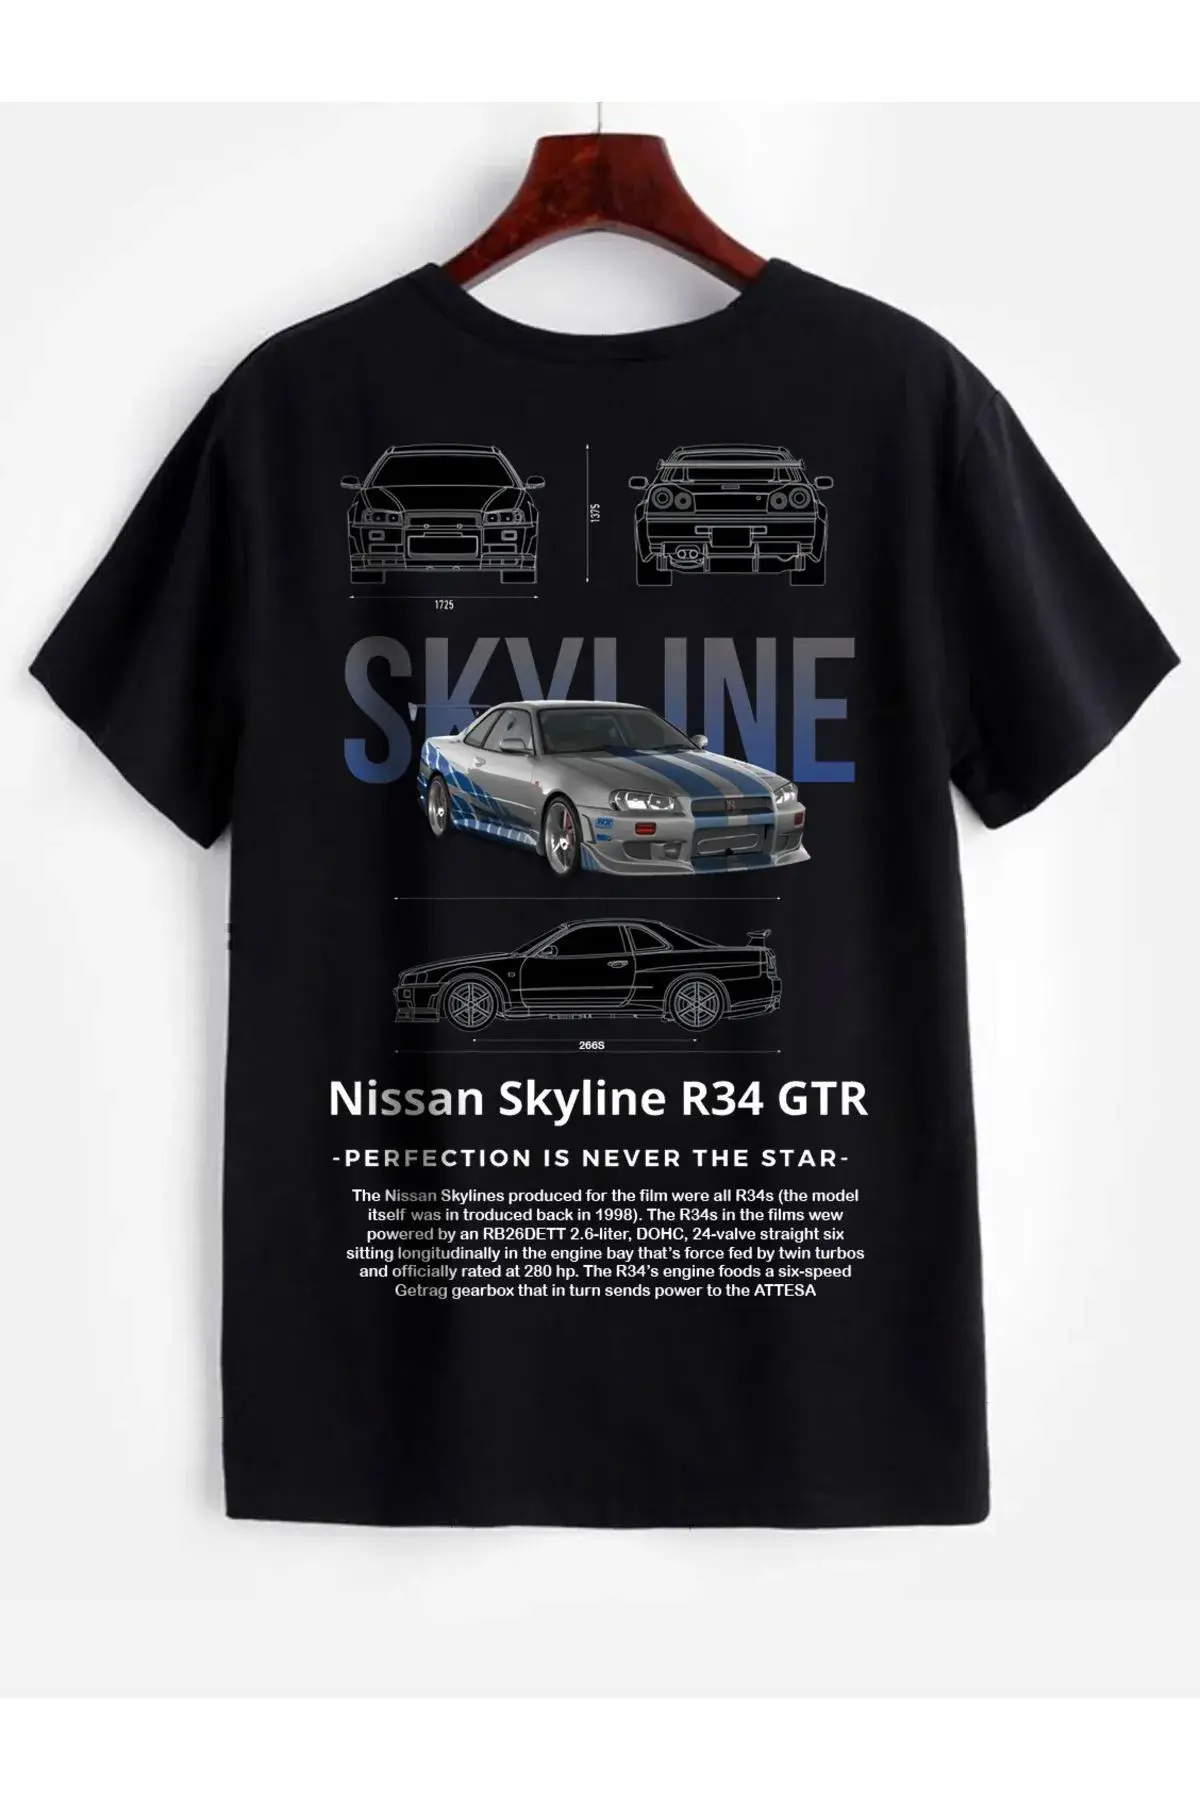 1375
1725
SKYLINE
266S
Nissan Skyline R34 GTR
-PERFECTION IS NEVER THE STAR-
The Nissan Skylines produced for the film were all R34s (the model
itself was in troduced back in 1998). The R34s in the films wew
powered by an RB26DETT 2.6-liter, DOHC, 24-valve straight six
sitting longitudinally in the engine bay that's force fed by twin turbos
and officially rated at 280 hp. The R34's engine foods a six-speed
Getrag gearbox that in turn sends power to the ATTESA